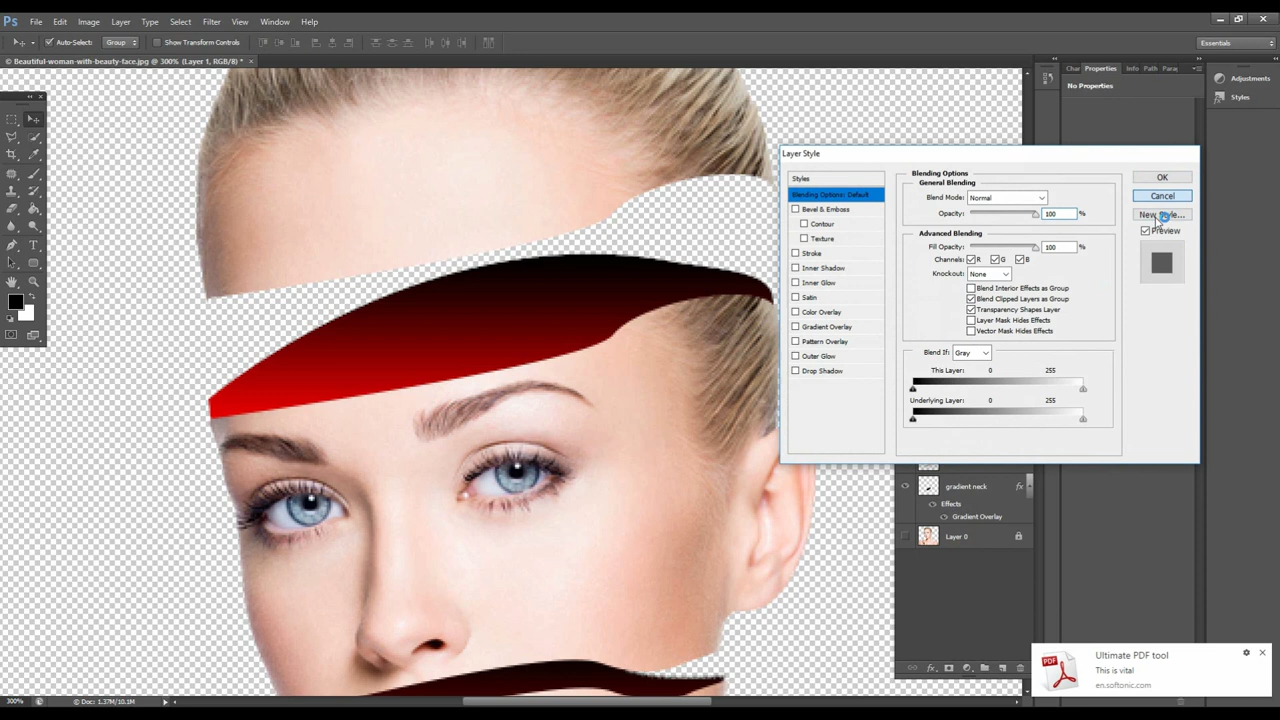 Ps File Edit Image Layer Type Select Filter View Window Help
Auto-Select: Group Show Transform Controls Essentials
© Beautiful-woman-with-beauty-face.jpg @ 300% (Layer 1, RGB/8) * ×
Char Properties Info Path Para
No Properties
Adjustments
Styles
Layer Style
Styles
Blending Options: Default
Bevel & Emboss
Contour
Texture
Stroke
Inner Shadow
Inner Glow
Satin
Color Overlay
Gradient Overlay
Pattern Overlay
Outer Glow
Drop Shadow
Blending Options
General Blending
Blend Mode: Normal
Opacity: 100 %
Advanced Blending
Fill Opacity: 100 %
Channels: R G B
Knockout: None
Blend Interior Effects as Group
Blend Clipped Layers as Group
Transparency Shapes Layer
Layer Mask Hides Effects
Vector Mask Hides Effects
Blend If: Gray
This Layer: 0 255
Underlying Layer: 0 255
OK
Cancel
New Style...
Preview
gradient neck fx
Effects
Gradient Overlay
Layer 0
fx
PDF
Ultimate PDF tool
This is vital
en.softonic.com
300% Doc: 1.37M/10.1M